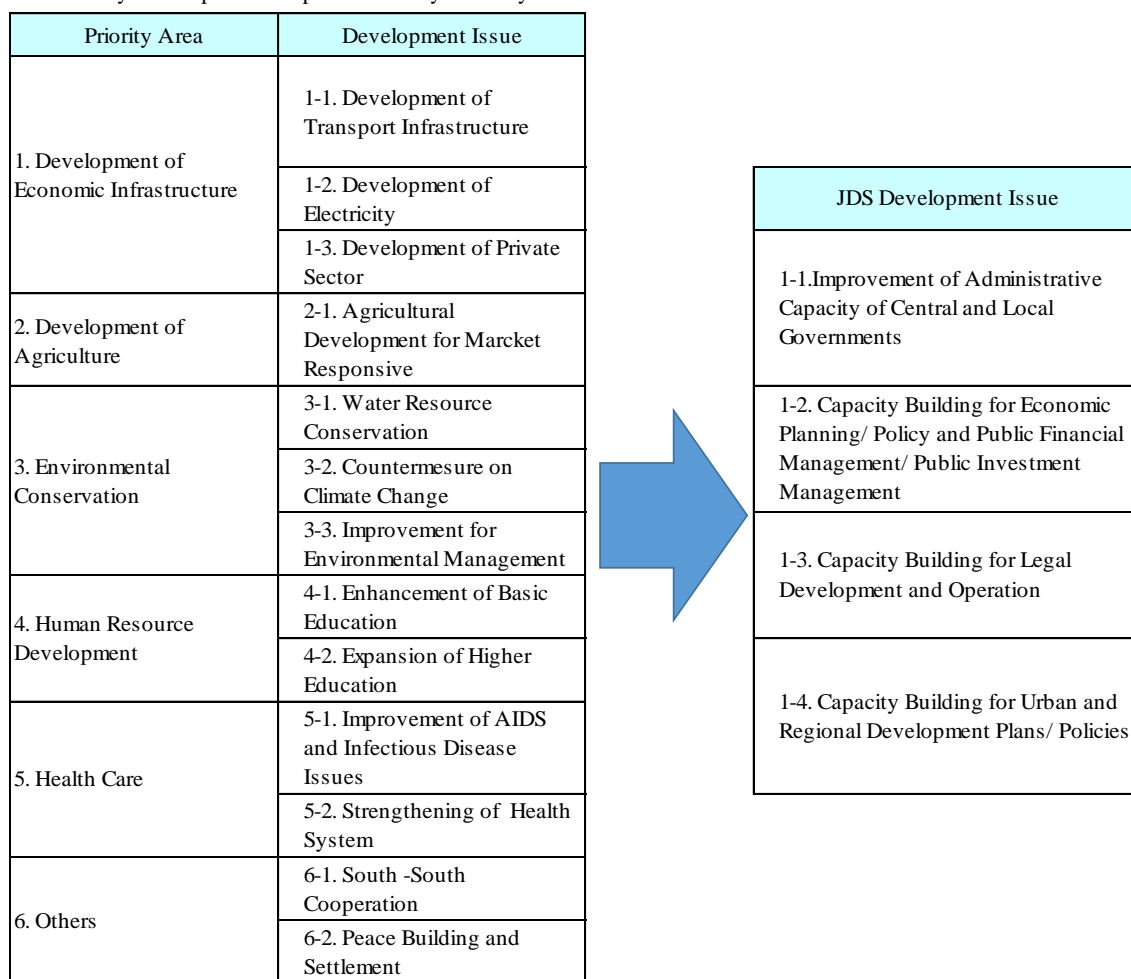 Priority Area
Development Issue
1. Development of
Economic Infrastructure
1-1. Development of
Transport Infrastructure
1-2. Development of
Electricity
1-3. Development of Private
Sector
2. Development of
Agriculture
2-1. Agricultural
Development for Marcket
Responsive
3. Environmental
Conservation
3-1. Water Resource
Conservation
3-2. Countermesure on
Climate Change
3-3. Improvement for
Environmental Management
4. Human Resource
Development
4-1. Enhancement of Basic
Education
4-2. Expansion of Higher
Education
5. Health Care
5-1. Improvement of AIDS
and Infectious Disease
Issues
5-2. Strengthening of Health
System
6. Others
6-1. South -South
Cooperation
6-2. Peace Building and
Settlement
JDS Development Issue
1-1.Improvement of Administrative
Capacity of Central and Local
Governments
1-2. Capacity Building for Economic
Planning/ Policy and Public Financial
Management/ Public Investment
Management
1-3. Capacity Building for Legal
Development and Operation
1-4. Capacity Building for Urban and
Regional Development Plans/ Policies